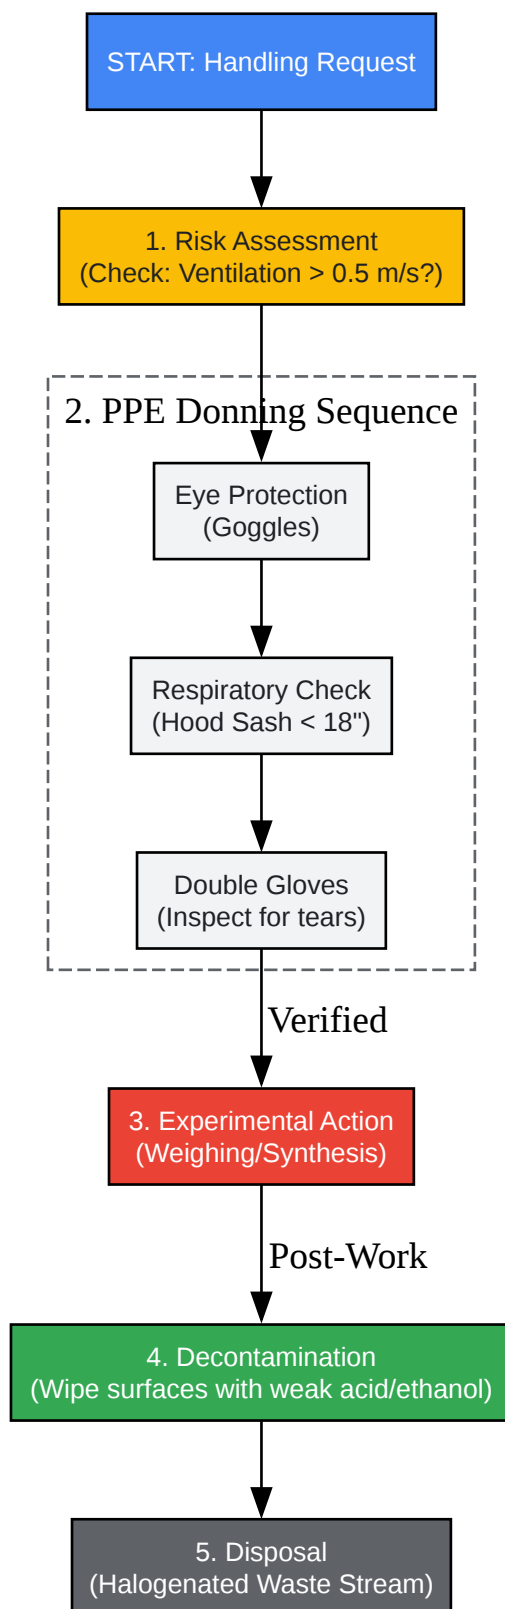 START: Handling Request
1. Risk Assessment
(Check: Ventilation > 0.5 m/s?)
2. PPE Donning Sequence
Eye Protection
(Goggles)
Respiratory Check
(Hood Sash < 18")
Double Gloves
(Inspect for tears)
Verified
3. Experimental Action
(Weighing/Synthesis)
Post-Work
4. Decontamination
(Wipe surfaces with weak acid/ethanol)
5. Disposal
(Halogenated Waste Stream)